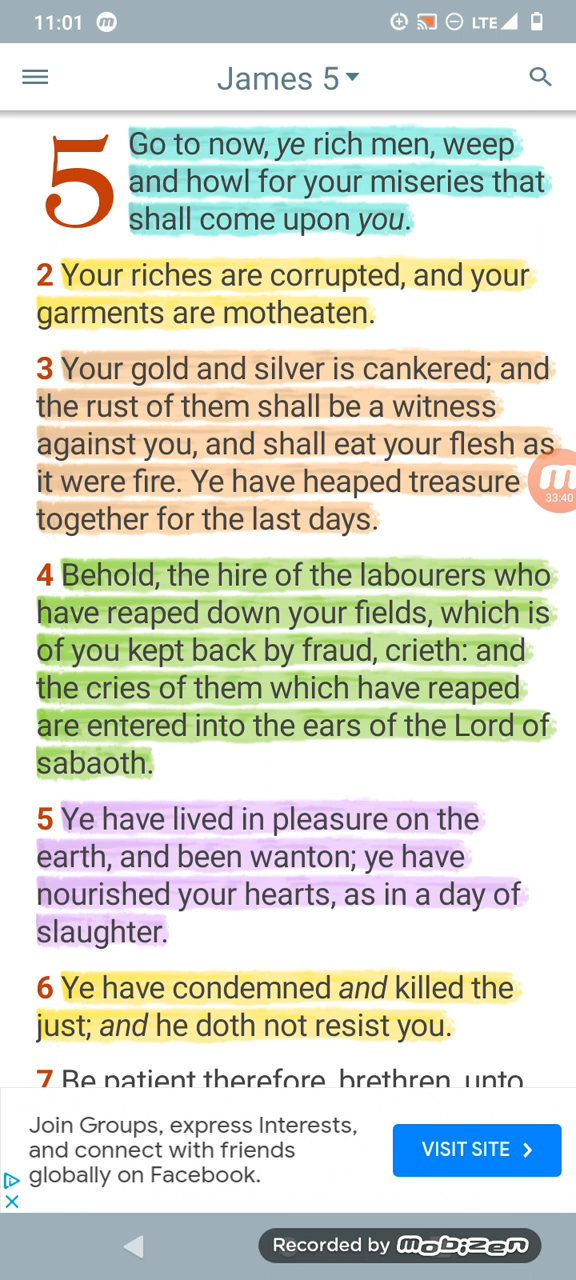 11:01 m LTE
James 5
5 Go to now, ye rich men, weep
and howl for your miseries that
shall come upon you.
2 Your riches are corrupted, and your
garments are motheaten.
3 Your gold and silver is cankered; and
the rust of them shall be a witness
against you, and shall eat your flesh as
it were fire. Ye have heaped treasure
together for the last days.
m
33:40
4 Behold, the hire of the labourers who
have reaped down your fields, which is
of you kept back by fraud, crieth: and
the cries of them which have reaped
are entered into the ears of the Lord of
sabaoth.
5 Ye have lived in pleasure on the
earth, and been wanton; ye have
nourished your hearts, as in a day of
slaughter.
6 Ye have condemned and killed the
just; and he doth not resist you.
7 Be patient therefore, brethren, unto
Join Groups, express Interests,
and connect with friends
globally on Facebook.
VISIT SITE
Recorded by mobizen